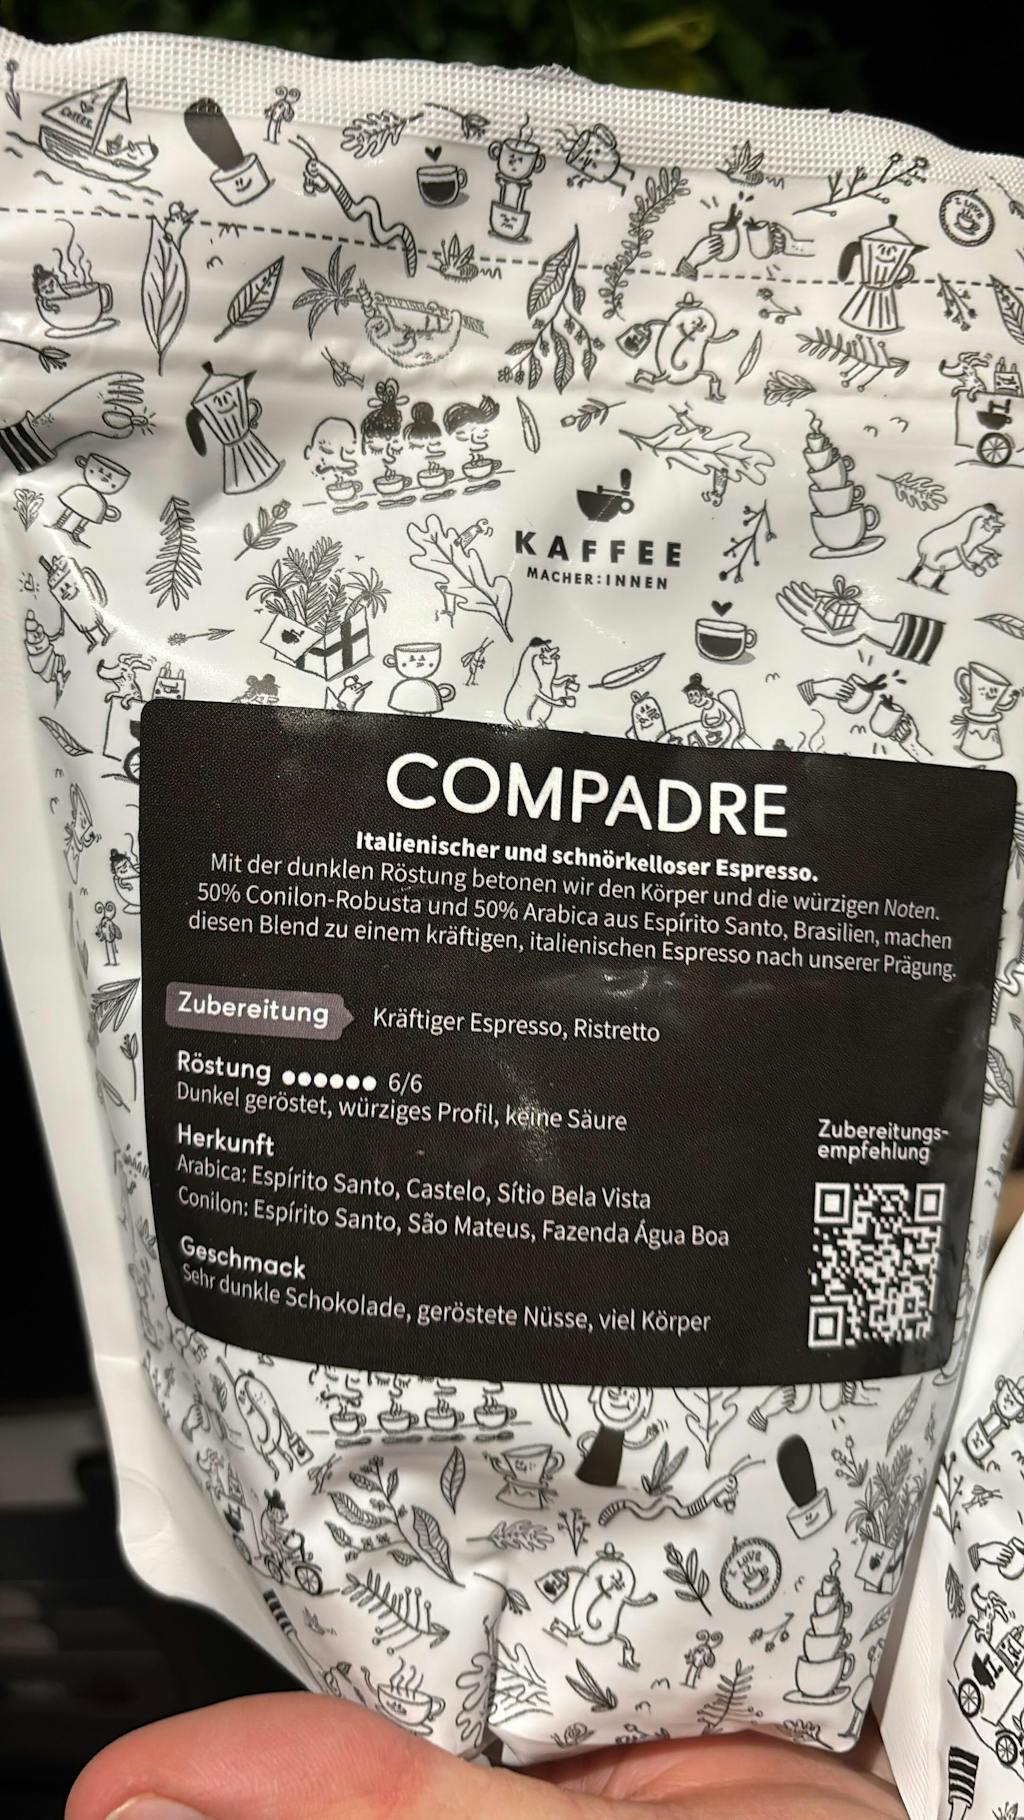 COFFEE
I LOVE
KAFFEE
MACHER:INNEN
COMPADRE
Italienischer und schnörkelloser Espresso.
Mit der dunklen Röstung betonen wir den Körper und die würzigen Noten.
50% Conilon-Robusta und 50% Arabica aus Espírito Santo, Brasilien, machen
diesen Blend zu einem kräftigen, italienischen Espresso nach unserer Prägung.
Zubereitung Kräftiger Espresso, Ristretto
Röstung ●●●●●● 6/6
Dunkel geröstet, würziges Profil, keine Säure
Herkunft
Arabica: Espírito Santo, Castelo, Sítio Bela Vista
Conilon: Espírito Santo, São Mateus, Fazenda Água Boa
Geschmack
Sehr dunkle Schokolade, geröstete Nüsse, viel Körper
Zubereitungs-
empfehlung
I LOVE